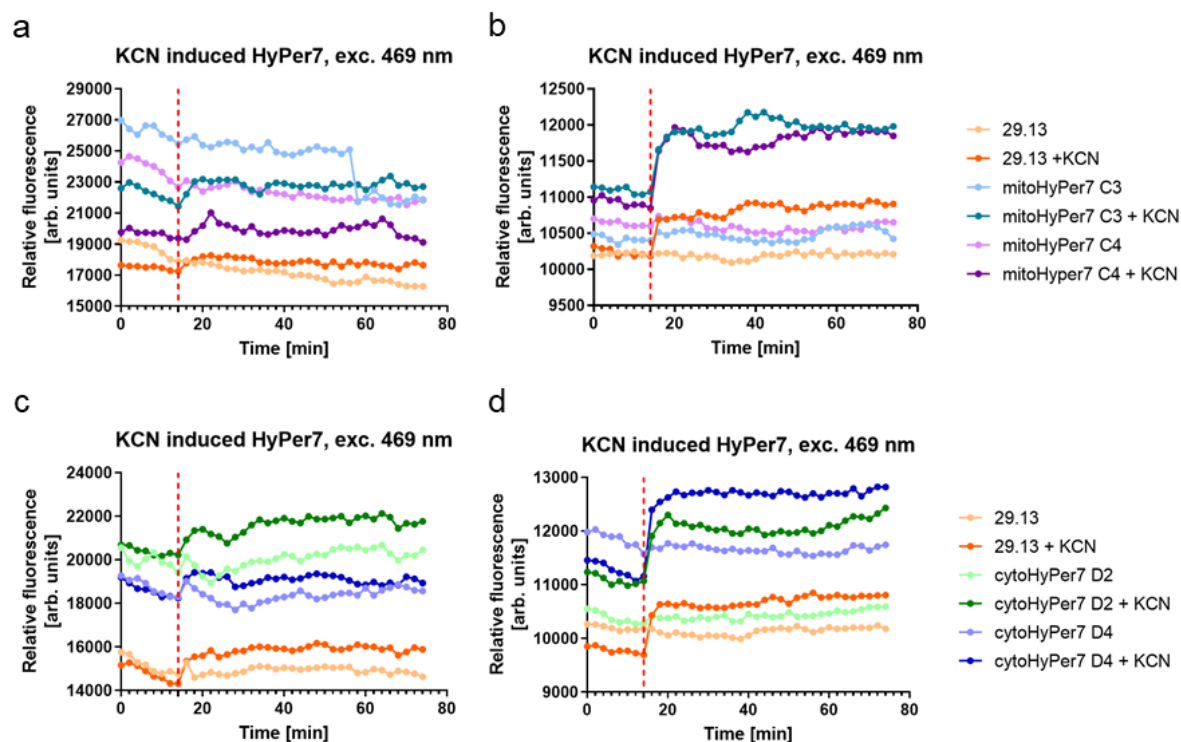 a
KCN induced HyPer7, exc. 469 nm
Relative fluorescence
[arb. units]
29000
27000
25000
23000
21000
19000
17000
15000
0
20
40
60
80
Time [min]
b
KCN induced HyPer7, exc. 469 nm
Relative fluorescence
[arb. units]
12500
12000
11500
11000
10500
10000
9500
0
20
40
60
80
Time [min]
29.13
29.13 +KCN
mitoHyPer7 C3
mitoHyPer7 C3 + KCN
mitoHyPer7 C4
mitoHyper7 C4 + KCN
c
KCN induced HyPer7, exc. 469 nm
Relative fluorescence
[arb. units]
24000
22000
20000
18000
16000
14000
0
20
40
60
80
Time [min]
d
KCN induced HyPer7, exc. 469 nm
Relative fluorescence
[arb. units]
13000
12000
11000
10000
9000
0
20
40
60
80
Time [min]
29.13
29.13 + KCN
cytoHyPer7 D2
cytoHyPer7 D2 + KCN
cytoHyPer7 D4
cytoHyPer7 D4 + KCN